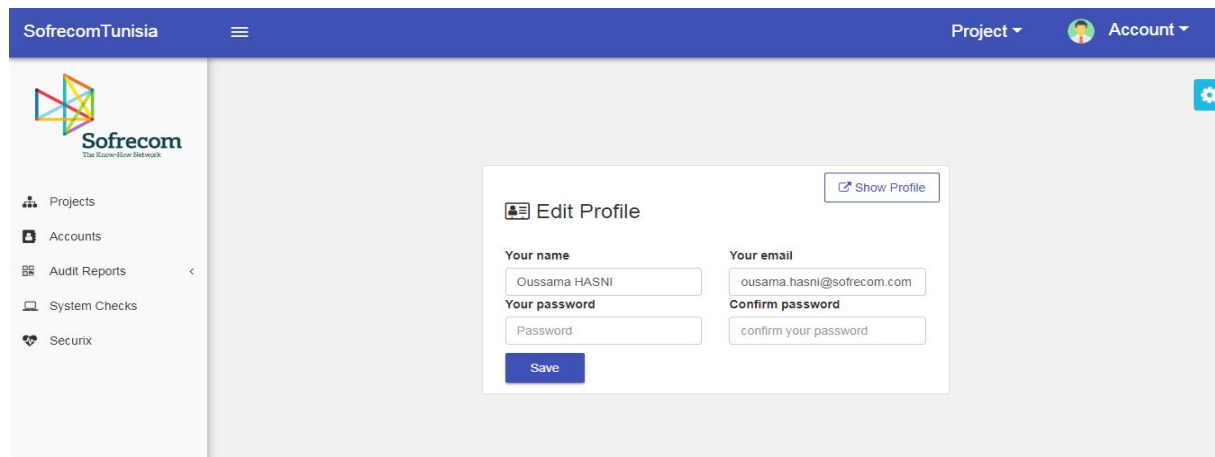 SofrecomTunisia
Project
Account
Sofrecom
The Know-How Network
Projects
Accounts
Audit Reports
System Checks
Securix
Show Profile
Edit Profile
Your name
Your email
Oussama HASNI
ousama.hasni@sofrecom.com
Your password
Confirm password
Password
confirm your password
Save